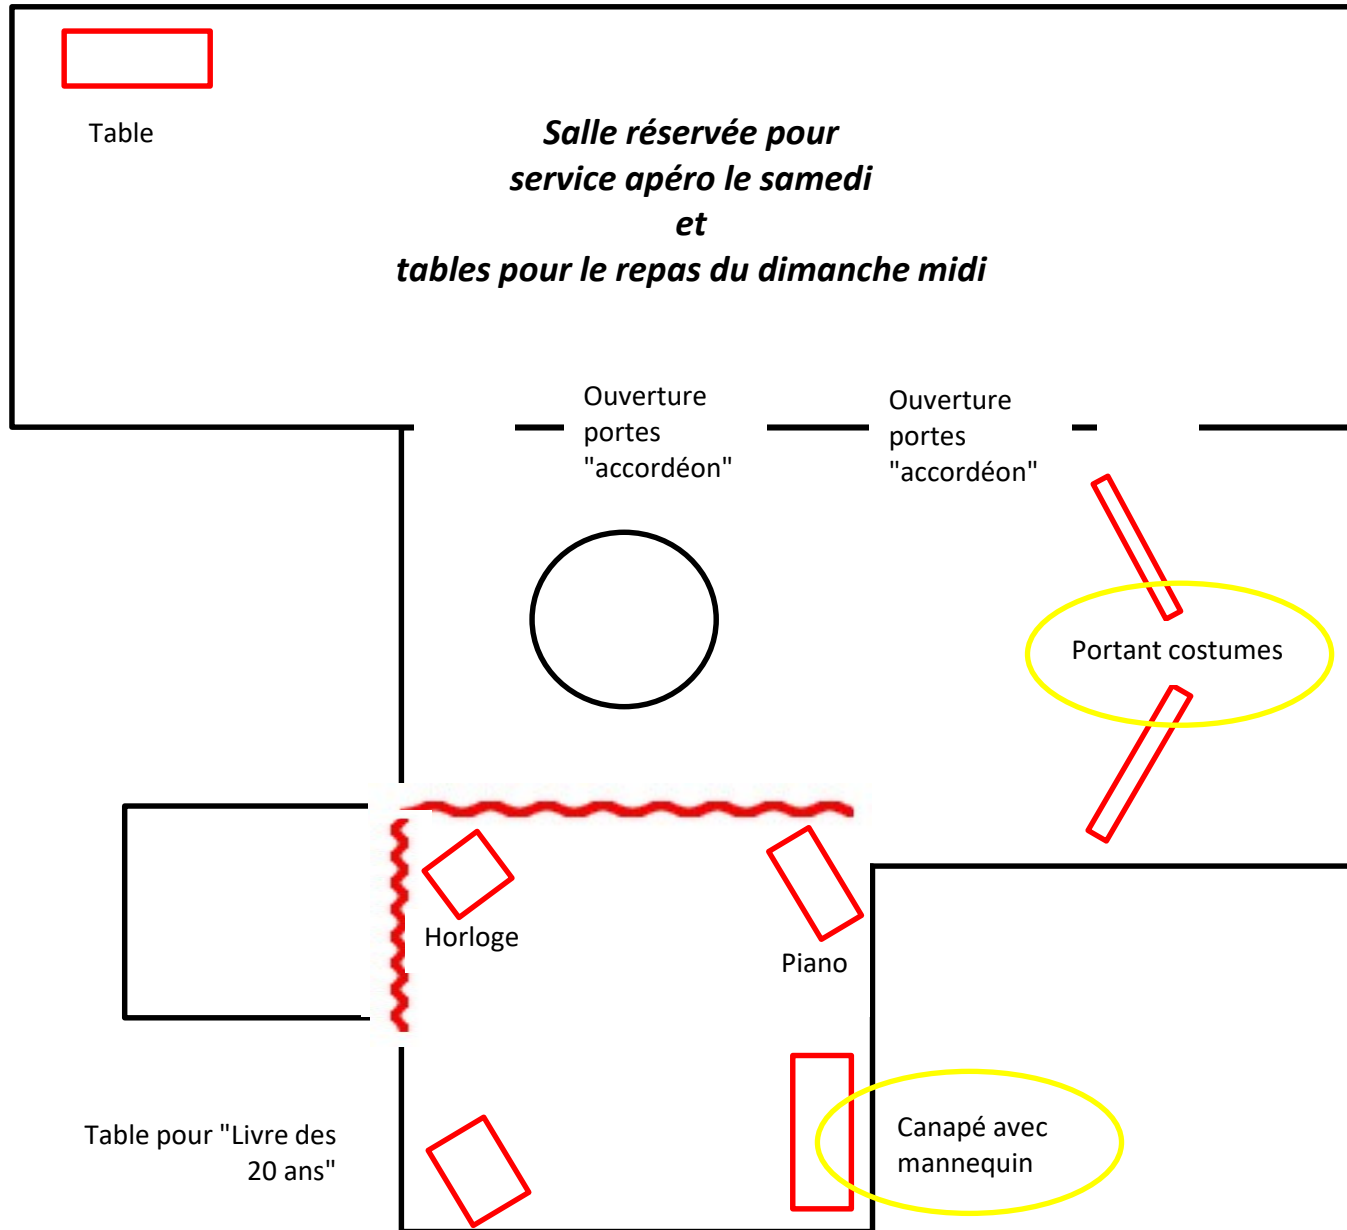 Table
Salle réservée pour
service apéro le samedi
et
tables pour le repas du dimanche midi
Ouverture
portes
"accordéon"
Ouverture
portes
"accordéon"
Portant costumes
Horloge
Piano
Table pour "Livre des
20 ans"
Canapé avec
mannequin